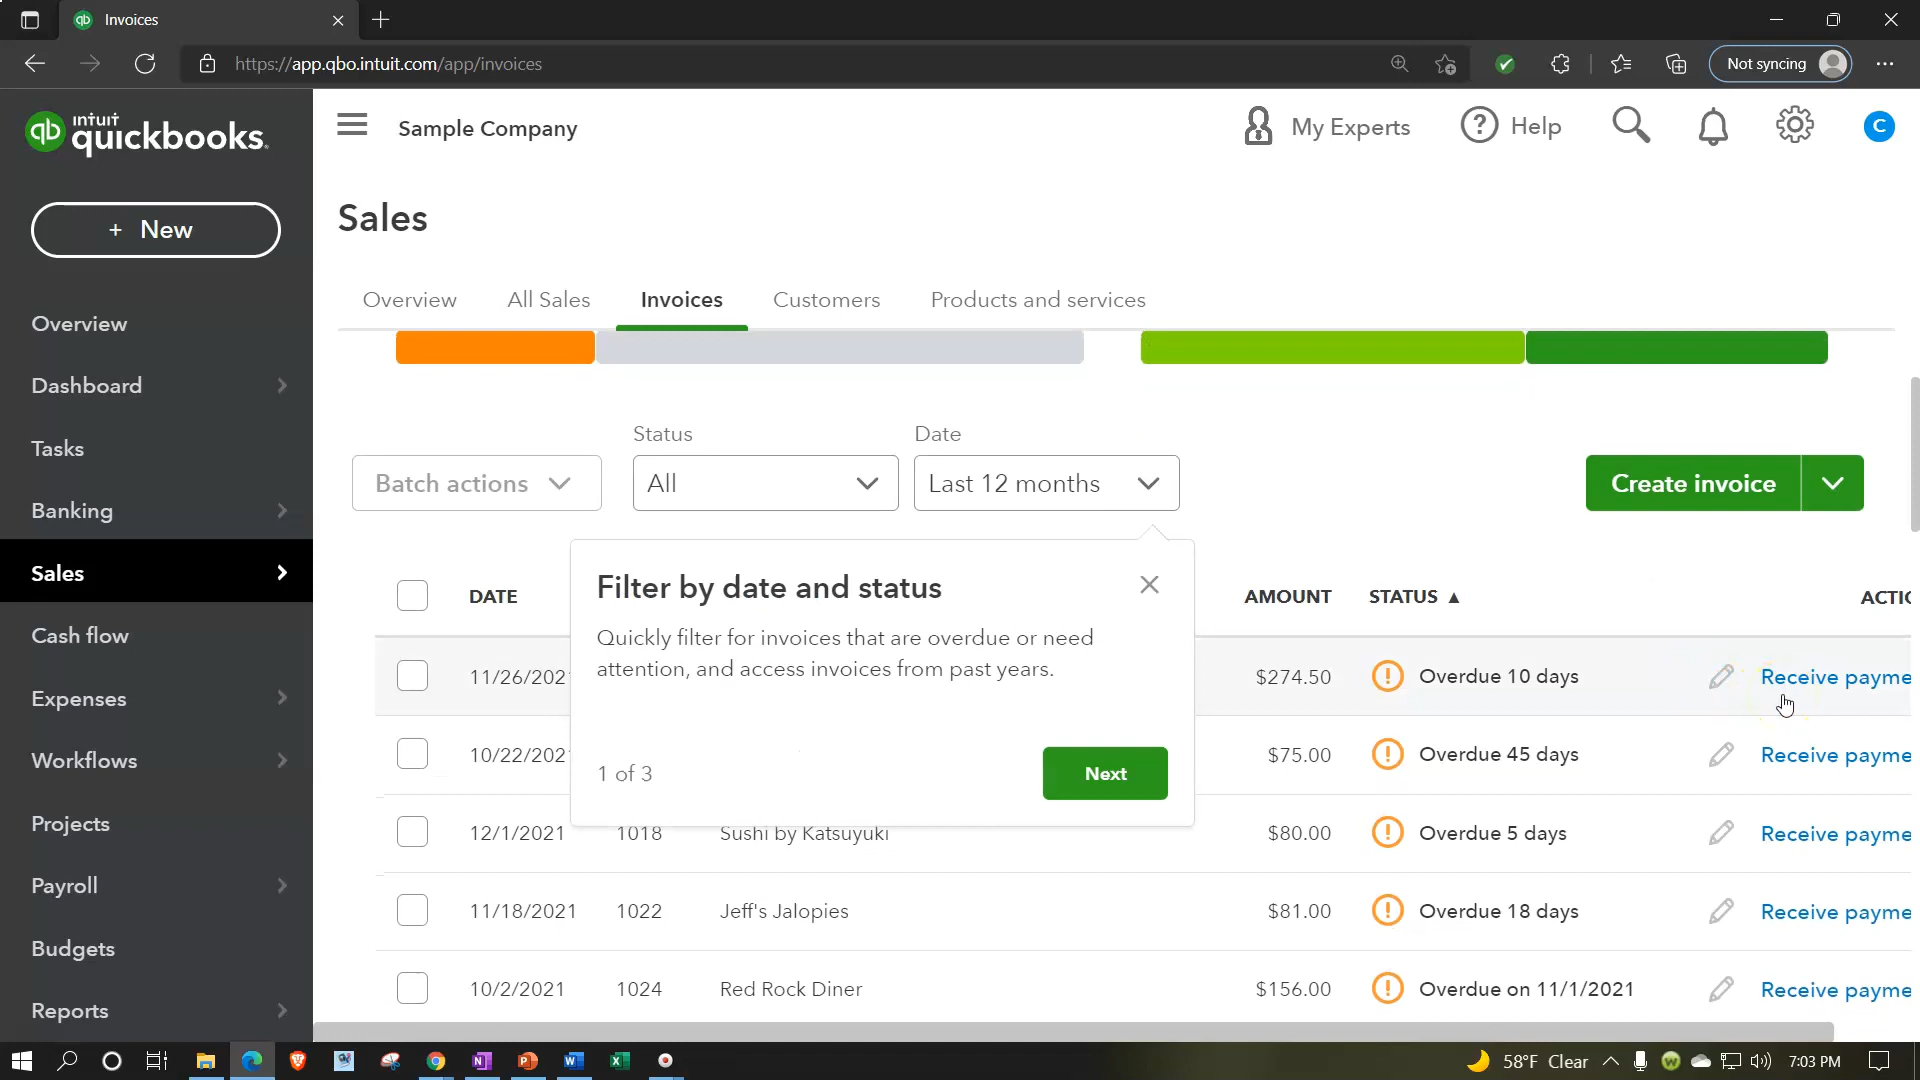 Invoices
https://app.qbo.intuit.com/app/invoices
Not syncing
intuit
quickbooks.
Sample Company
My Experts
Help
C
+ New
Sales
Overview
All Sales
Invoices
Customers
Products and services
Overview
Dashboard
Tasks
Banking
Sales
Cash flow
Expenses
Workflows
Projects
Payroll
Budgets
Reports
Status
Date
Batch actions
All
Last 12 months
Create invoice
Filter by date and status
Quickly filter for invoices that are overdue or need
attention, and access invoices from past years.
1 of 3
Next
DATE
AMOUNT
STATUS ▲
ACTIO
11/26/202
$274.50
Overdue 10 days
Receive payme
10/22/202
$75.00
Overdue 45 days
Receive payme
12/1/2021
1018
Sushi by Katsuyuki
$80.00
Overdue 5 days
Receive payme
11/18/2021
1022
Jeff's Jalopies
$81.00
Overdue 18 days
Receive payme
10/2/2021
1024
Red Rock Diner
$156.00
Overdue on 11/1/2021
Receive payme
58°F Clear
7:03 PM